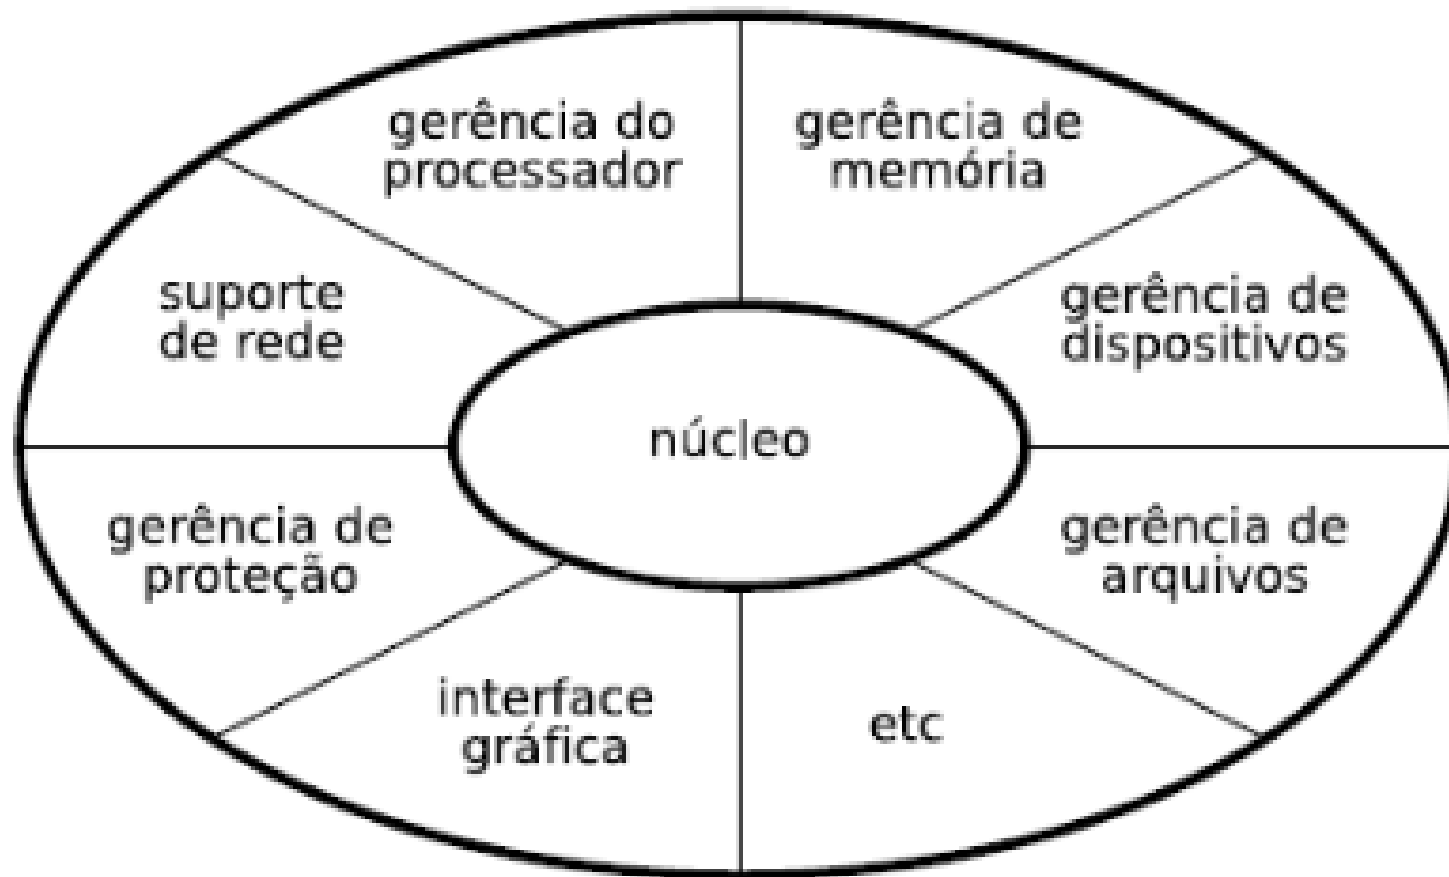 gerência do
processador
gerência de
memória
suporte
de rede
gerência de
dispositivos
núcleo
gerência de
proteção
gerência de
arquivos
interface
gráfica
etc